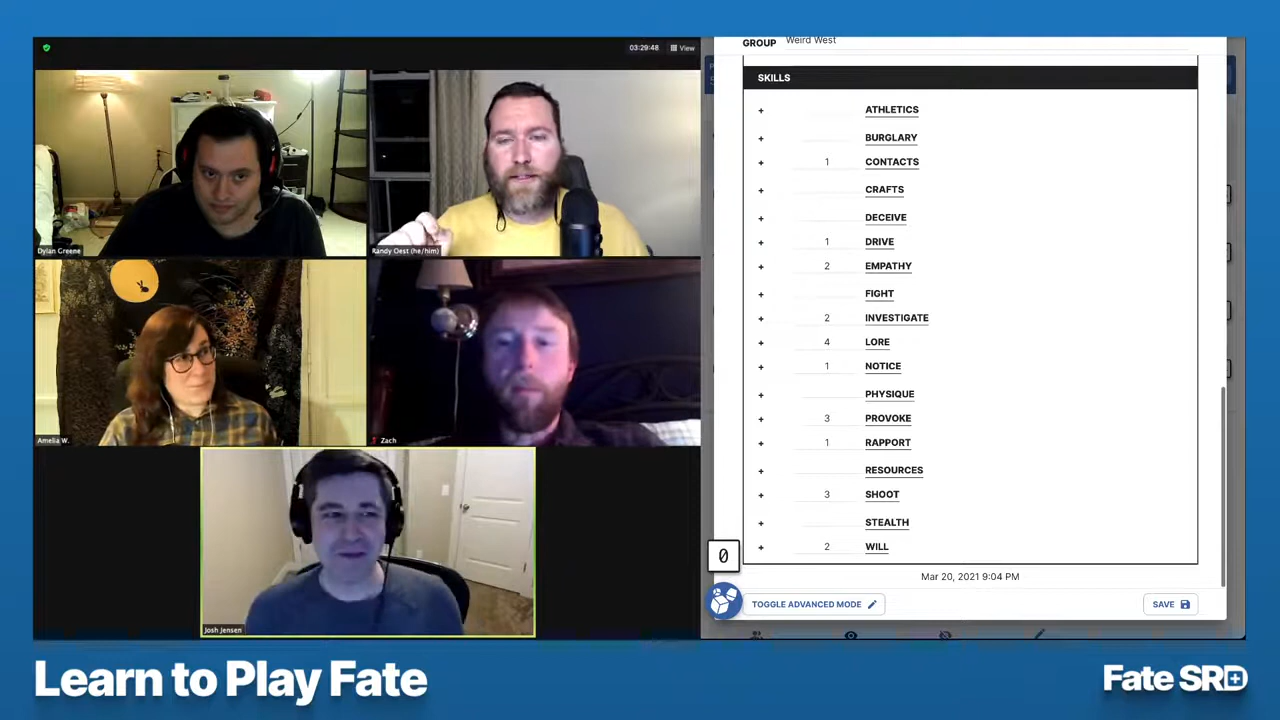 03:29:48
View
Dylan Greene
Randy Oest (he/him)
Amelia W.
Zach
Josh Jensen
GROUP Weird West
SKILLS
+ ATHLETICS
+ BURGLARY
+ 1 CONTACTS
+ CRAFTS
+ DECEIVE
+ 1 DRIVE
+ 2 EMPATHY
+ FIGHT
+ 2 INVESTIGATE
+ 4 LORE
+ 1 NOTICE
+ PHYSIQUE
+ 3 PROVOKE
+ 1 RAPPORT
+ RESOURCES
+ 3 SHOOT
+ STEALTH
+ 2 WILL
0
Mar 20, 2021 9:04 PM
TOGGLE ADVANCED MODE
SAVE
Learn to Play Fate
Fate SRD